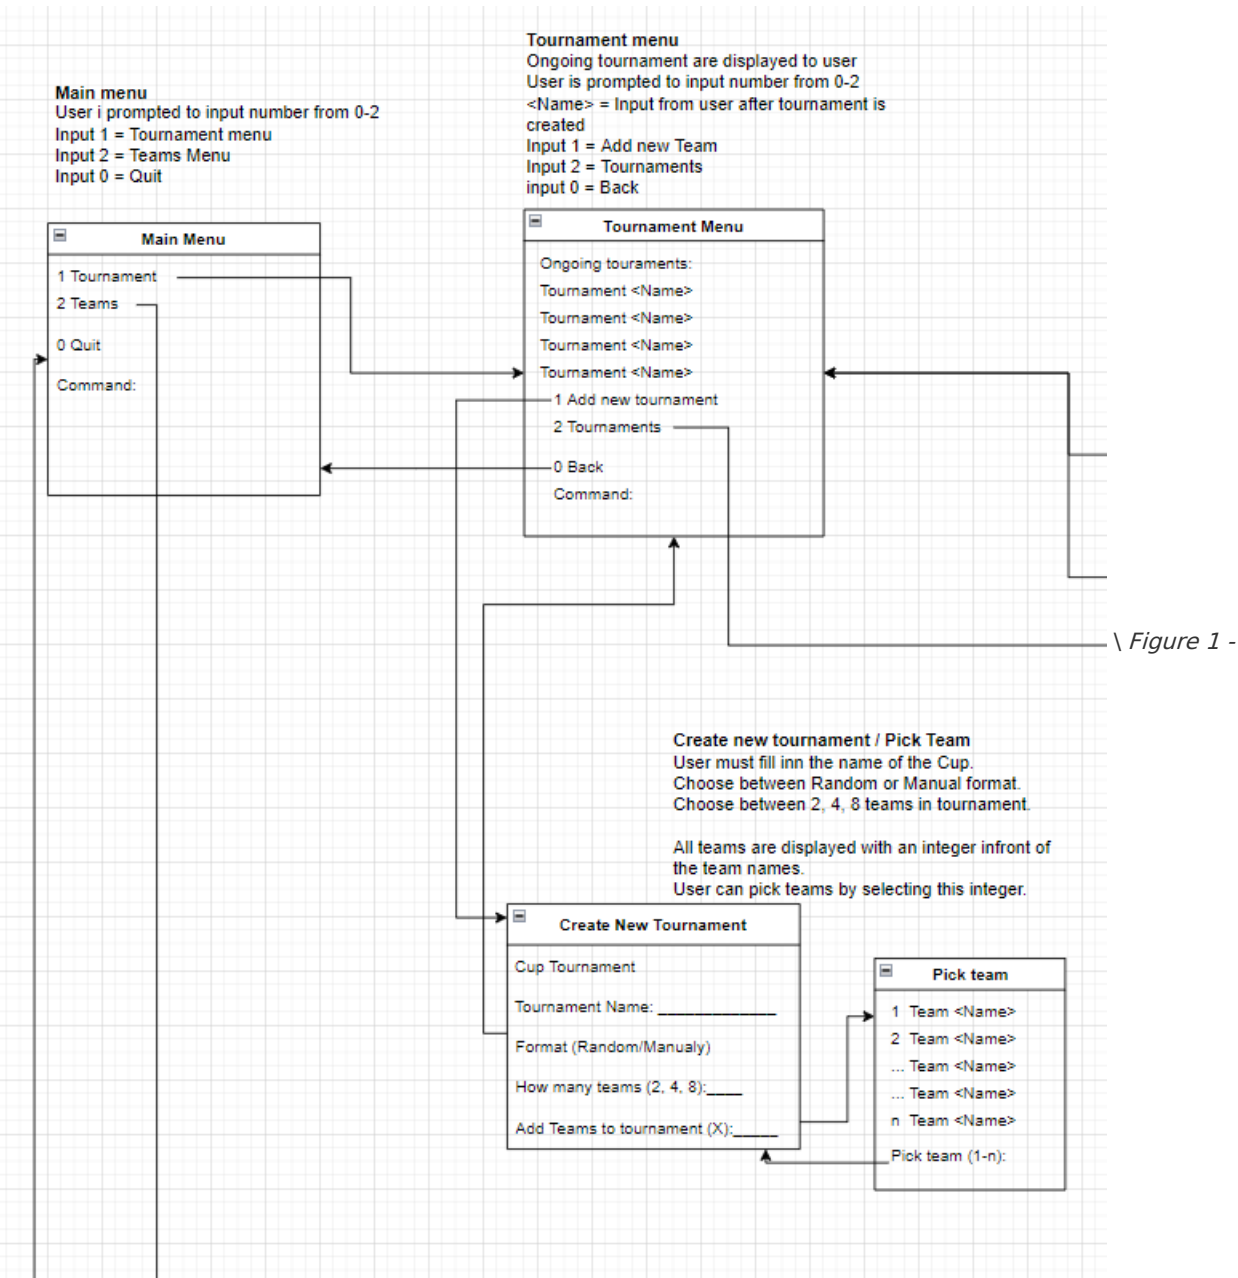 Main menu
User i prompted to input number from 0-2
Input 1 = Tournament menu
Input 2 = Teams Menu
Input 0 = Quit
Main Menu
1 Tournament
2 Teams
0 Quit
Command:
Tournament menu
Ongoing tournament are displayed to user
User is prompted to input number from 0-2
<Name> = Input from user after tournament is
created
Input 1 = Add new Team
Input 2 = Tournaments
input 0 = Back
Tournament Menu
Ongoing touraments:
Tournament <Name>
Tournament <Name>
Tournament <Name>
Tournament <Name>
1 Add new tournament
2 Tournaments
0 Back
Command:
\ Figure 1 -
Create new tournament / Pick Team
User must fill inn the name of the Cup.
Choose between Random or Manual format.
Choose between 2, 4, 8 teams in tournament.
All teams are displayed with an integer infront of
the team names.
User can pick teams by selecting this integer.
Create New Tournament
Cup Tournament
Tournament Name: _____________
Format (Random/Manualy)
How many teams (2, 4, 8):____
Add Teams to tournament (X):_____
Pick team
1 Team <Name>
2 Team <Name>
... Team <Name>
... Team <Name>
n Team <Name>
Pick team (1-n):